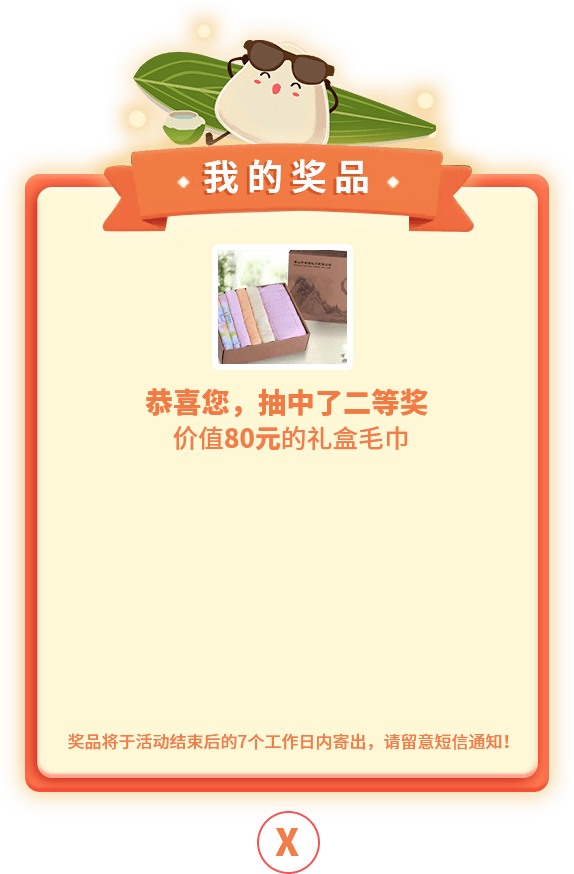 我的奖品
恭喜您，抽中了二等奖
价值80元的礼盒毛巾
奖品将于活动结束后的7个工作日内寄出，请留意短信通知！
X